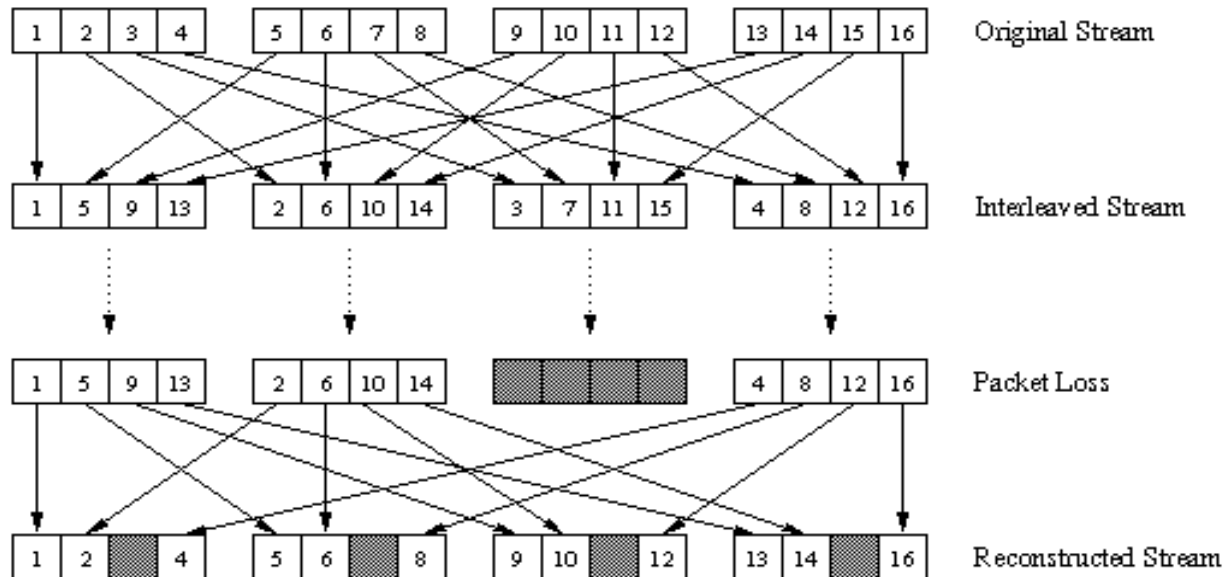 1 2 3 4 5 6 7 8 9 10 11 12 13 14 15 16 Original Stream
1 5 9 13 2 6 10 14 3 7 11 15 4 8 12 16 Interleaved Stream
1 5 9 13 2 6 10 14 4 8 12 16 Packet Loss
1 2 4 5 6 8 9 10 12 13 14 16 Reconstructed Stream